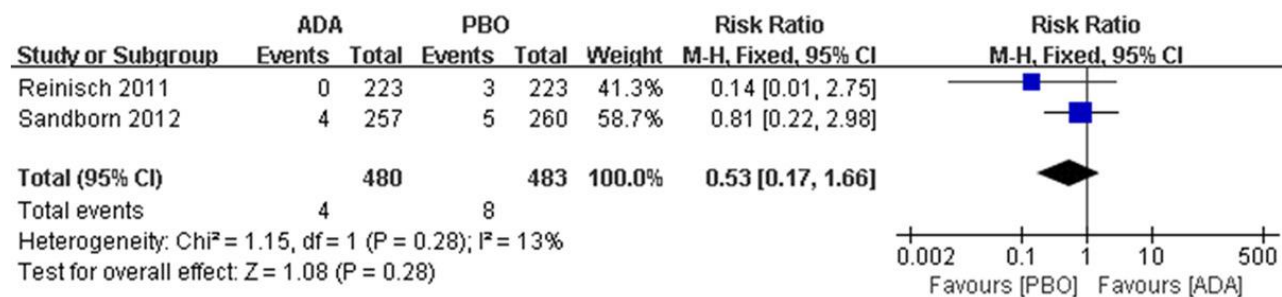 ADA PBO Risk Ratio Risk Ratio
Study or Subgroup Events Total Events Total Weight M-H, Fixed, 95% CI M-H, Fixed, 95% CI
Reinisch 2011 0 223 3 223 41.3% 0.14 [0.01, 2.75]
Sandborn 2012 4 257 5 260 58.7% 0.81 [0.22, 2.98]
Total (95% CI) 480 483 100.0% 0.53 [0.17, 1.66]
Total events 4 8
Heterogeneity: Chi² = 1.15, df = 1 (P = 0.28); I² = 13%
Test for overall effect: Z = 1.08 (P = 0.28)
0.002 0.1 1 10 500
Favours [PBO] Favours [ADA]